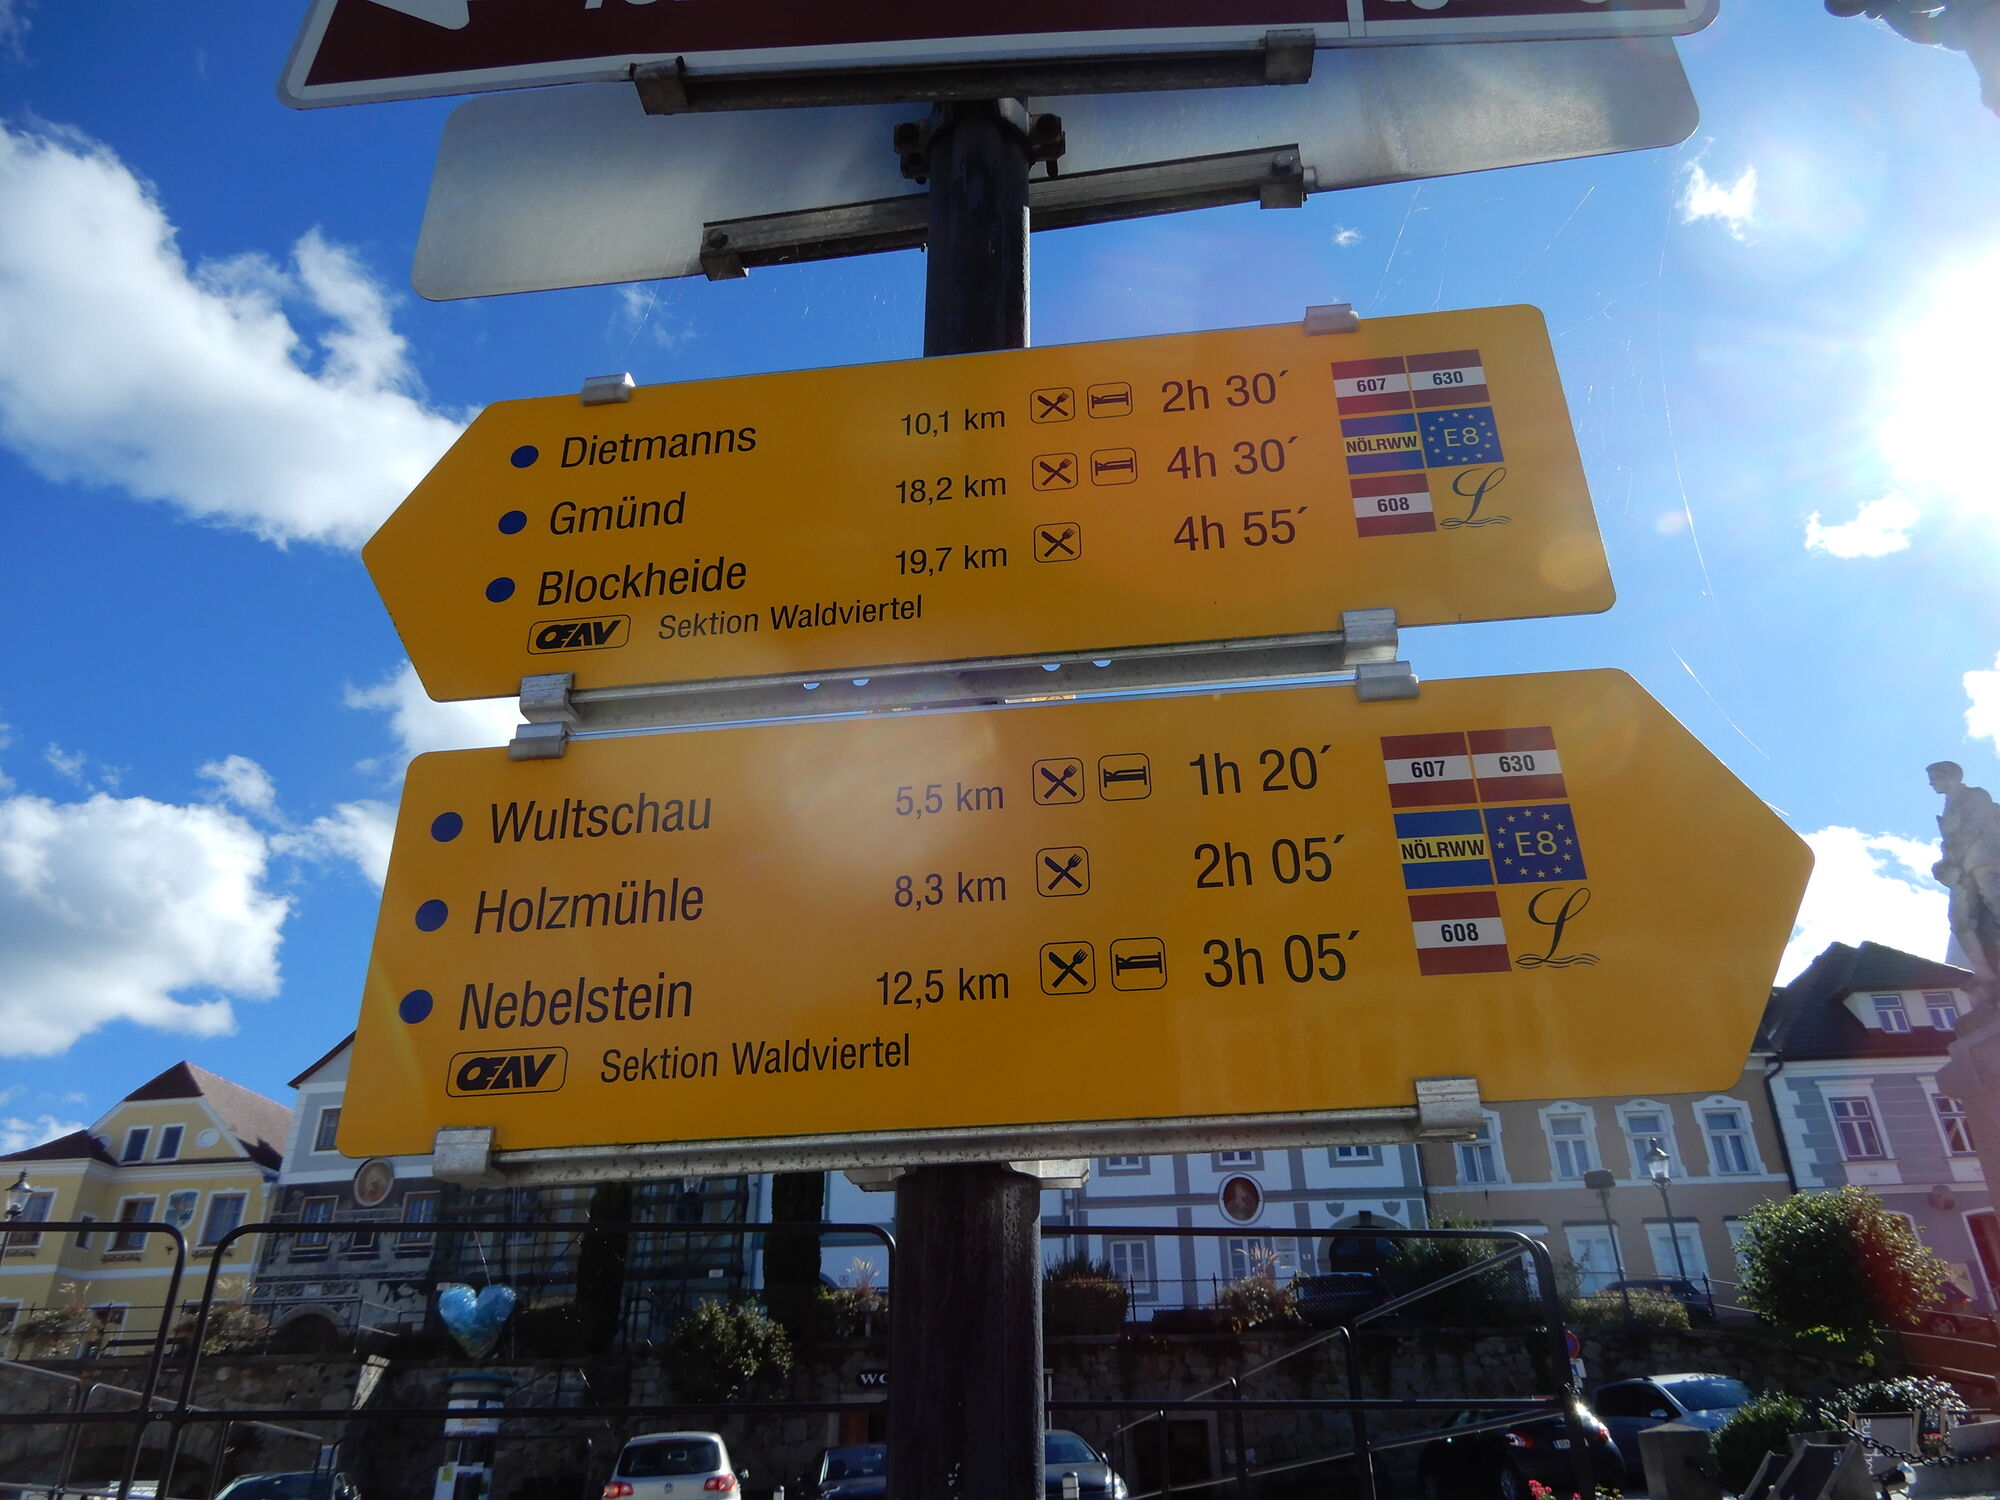 Dietmanns 10,1 km 2h 30´ 607 630
Gmünd 18,2 km 4h 30´ NÖLRWW E8
Blockheide 19,7 km 4h 55´ 608 L
OEAV Sektion Waldviertel
Wultschau 5,5 km 1h 20´ 607 630
Holzmühle 8,3 km 2h 05´ NÖLRWW E8
Nebelstein 12,5 km 3h 05´ 608 L
OEAV Sektion Waldviertel